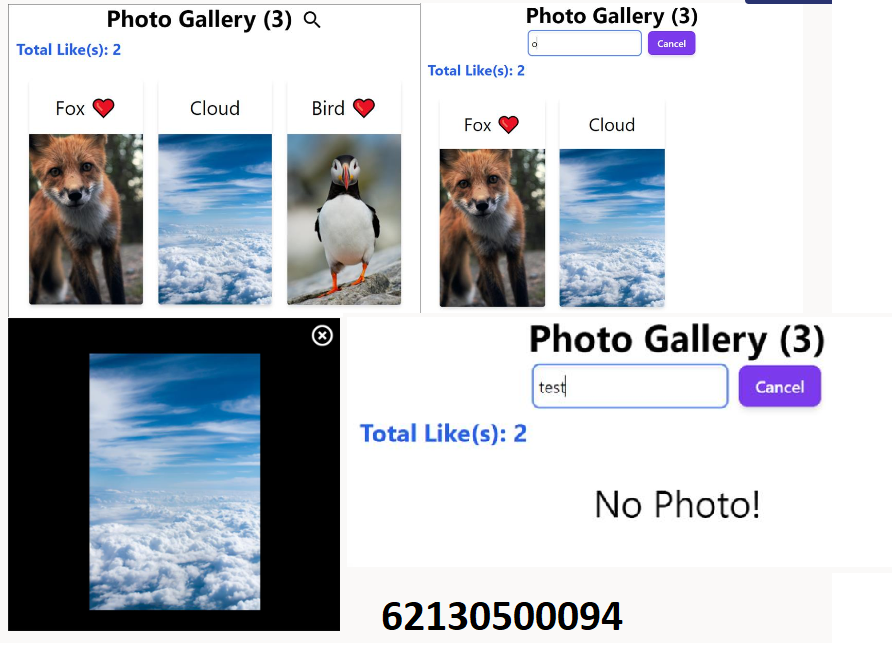 Photo Gallery (3)
Total Like(s): 2
Fox
Cloud
Bird
Photo Gallery (3)
o
Cancel
Total Like(s): 2
Fox
Cloud
Photo Gallery (3)
test
Cancel
Total Like(s): 2
No Photo!
62130500094